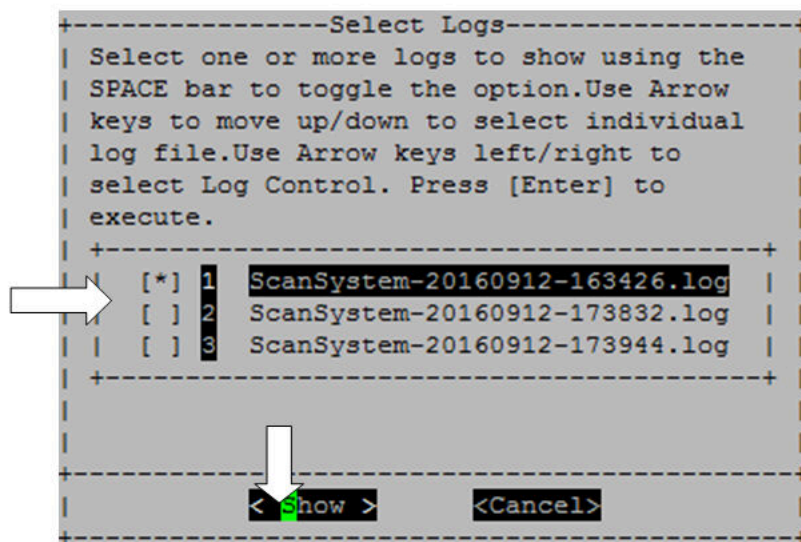 Select Logs
Select one or more logs to show using the
SPACE bar to toggle the option.Use Arrow
keys to move up/down to select individual
log file.Use Arrow keys left/right to
select Log Control. Press [Enter] to
execute.
[*] 1 ScanSystem-20160912-163426.log
[ ] 2 ScanSystem-20160912-173832.log
[ ] 3 ScanSystem-20160912-173944.log
< Show > <Cancel>